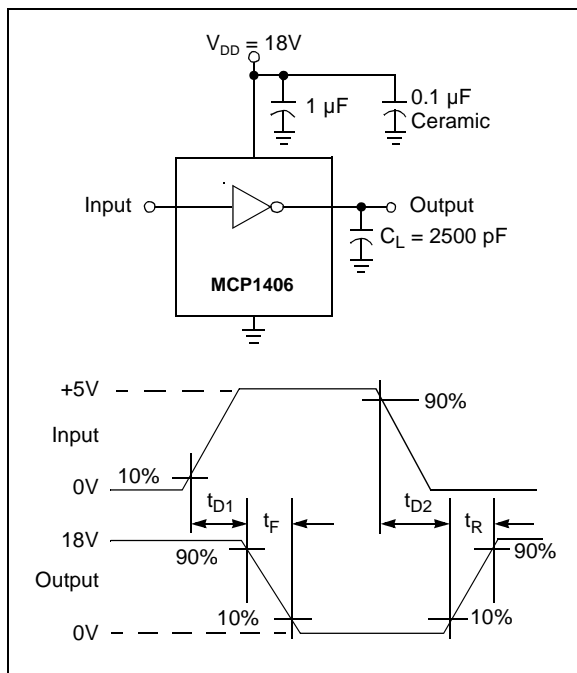 V_DD = 18V
1 µF
0.1 µF
Ceramic
Input
Output
C_L = 2500 pF
MCP1406
+5V
90%
Input
10%
0V
t_D1
t_F
t_D2
t_R
18V
90%
90%
Output
10%
10%
0V